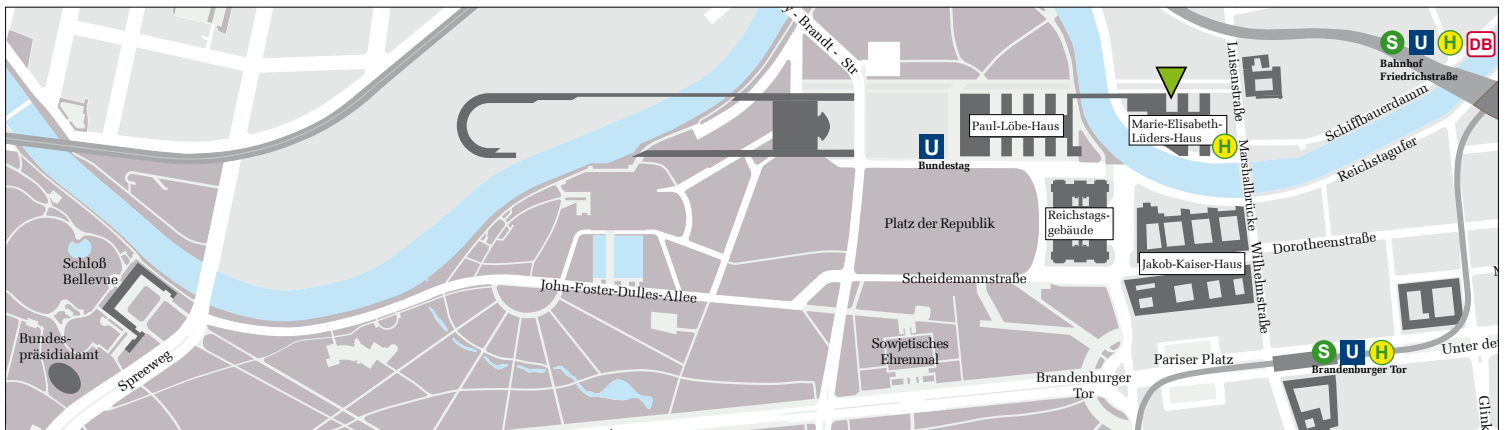 y - Brandt - Str
Luisenstraße
S U H DB
Bahnhof
Friedrichstraße
Schiffbauerdamm
Paul-Löbe-Haus
Marie-Elisabeth-
Lüders-Haus
H
U
Bundestag
Marschallbrücke
Reichstagufer
Platz der Republik
Reichstags-
gebäude
Dorotheenstraße
Jakob-Kaiser-Haus
Wilhelmstraße
Schloß
Bellevue
Scheidemannstraße
John-Foster-Dulles-Allee
Bundes-
präsidialamt
Spreeweg
Sowjetisches
Ehrenmal
Pariser Platz
S U H
Brandenburger Tor
Unter de
Brandenburger
Tor
Glink